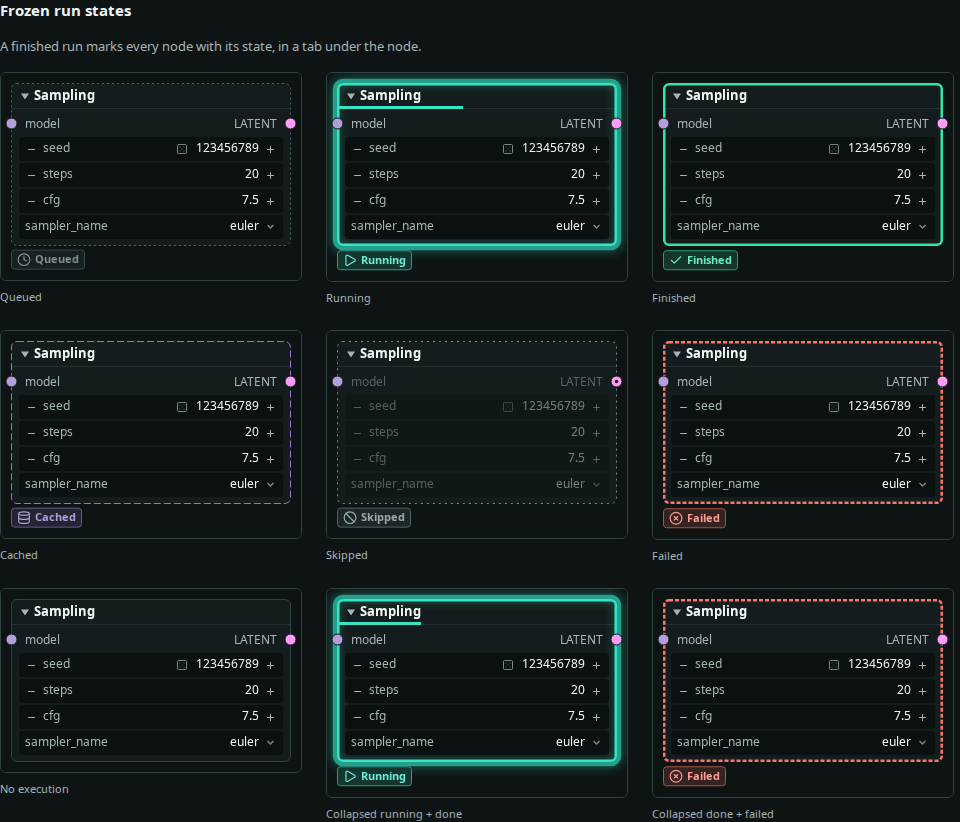 Frozen run states
A finished run marks every node with its state, in a tab under the node.
Sampling
model LATENT
– seed 123456789 +
– steps 20 +
– cfg 7.5 +
sampler_name euler
Queued
Queued
Sampling
model LATENT
– seed 123456789 +
– steps 20 +
– cfg 7.5 +
sampler_name euler
Running
Running
Sampling
model LATENT
– seed 123456789 +
– steps 20 +
– cfg 7.5 +
sampler_name euler
Finished
Finished
Sampling
model LATENT
– seed 123456789 +
– steps 20 +
– cfg 7.5 +
sampler_name euler
Cached
Cached
Sampling
model LATENT
– seed 123456789 +
– steps 20 +
– cfg 7.5 +
sampler_name euler
Skipped
Skipped
Sampling
model LATENT
– seed 123456789 +
– steps 20 +
– cfg 7.5 +
sampler_name euler
Failed
Failed
Sampling
model LATENT
– seed 123456789 +
– steps 20 +
– cfg 7.5 +
sampler_name euler
No execution
Sampling
model LATENT
– seed 123456789 +
– steps 20 +
– cfg 7.5 +
sampler_name euler
Running
Collapsed running + done
Sampling
model LATENT
– seed 123456789 +
– steps 20 +
– cfg 7.5 +
sampler_name euler
Failed
Collapsed done + failed